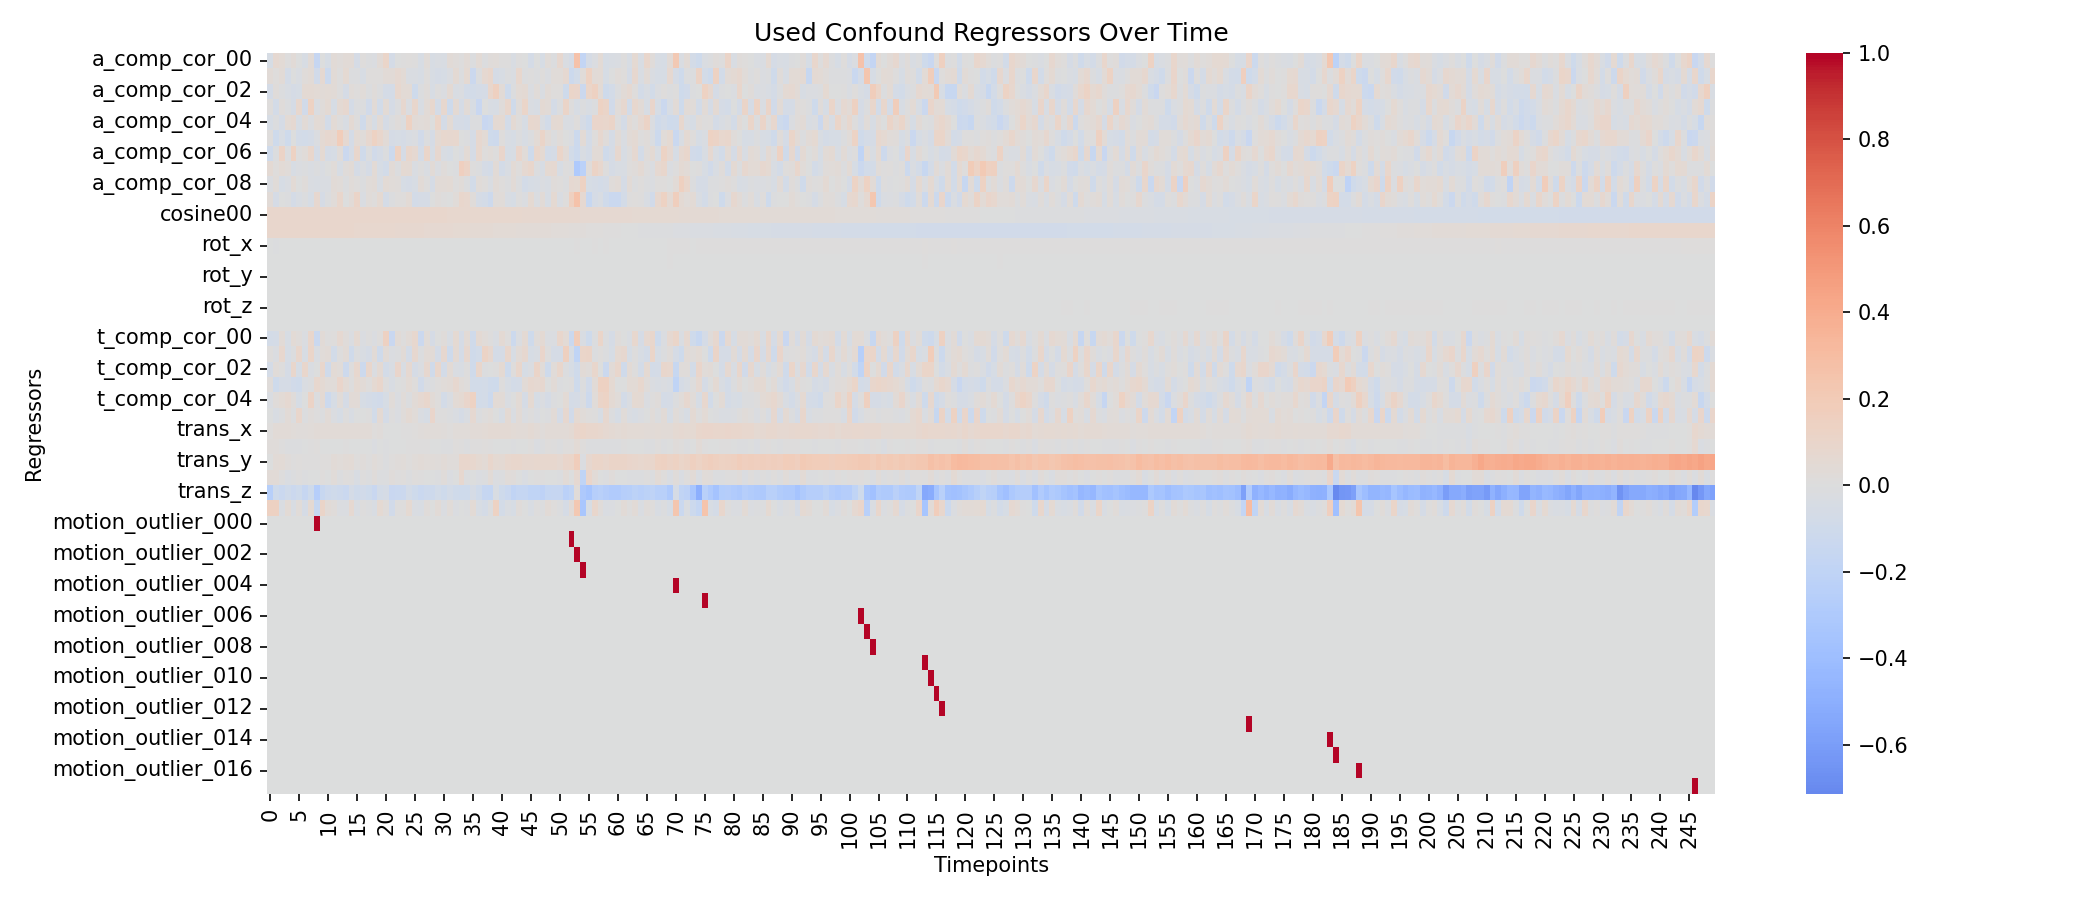 Used Confound Regressors Over Time
a_comp_cor_00
a_comp_cor_02
a_comp_cor_04
a_comp_cor_06
a_comp_cor_08
cosine00
rot_x
rot_y
rot_z
t_comp_cor_00
t_comp_cor_02
t_comp_cor_04
trans_x
trans_y
trans_z
motion_outlier_000
motion_outlier_002
motion_outlier_004
motion_outlier_006
motion_outlier_008
motion_outlier_010
motion_outlier_012
motion_outlier_014
motion_outlier_016
Regressors
0 5 10 15 20 25 30 35 40 45 50 55 60 65 70 75 80 85 90 95 100 105 110 115 120 125 130 135 140 145 150 155 160 165 170 175 180 185 190 195 200 205 210 215 220 225 230 235 240 245
Timepoints
1.0
0.8
0.6
0.4
0.2
0.0
−0.2
−0.4
−0.6